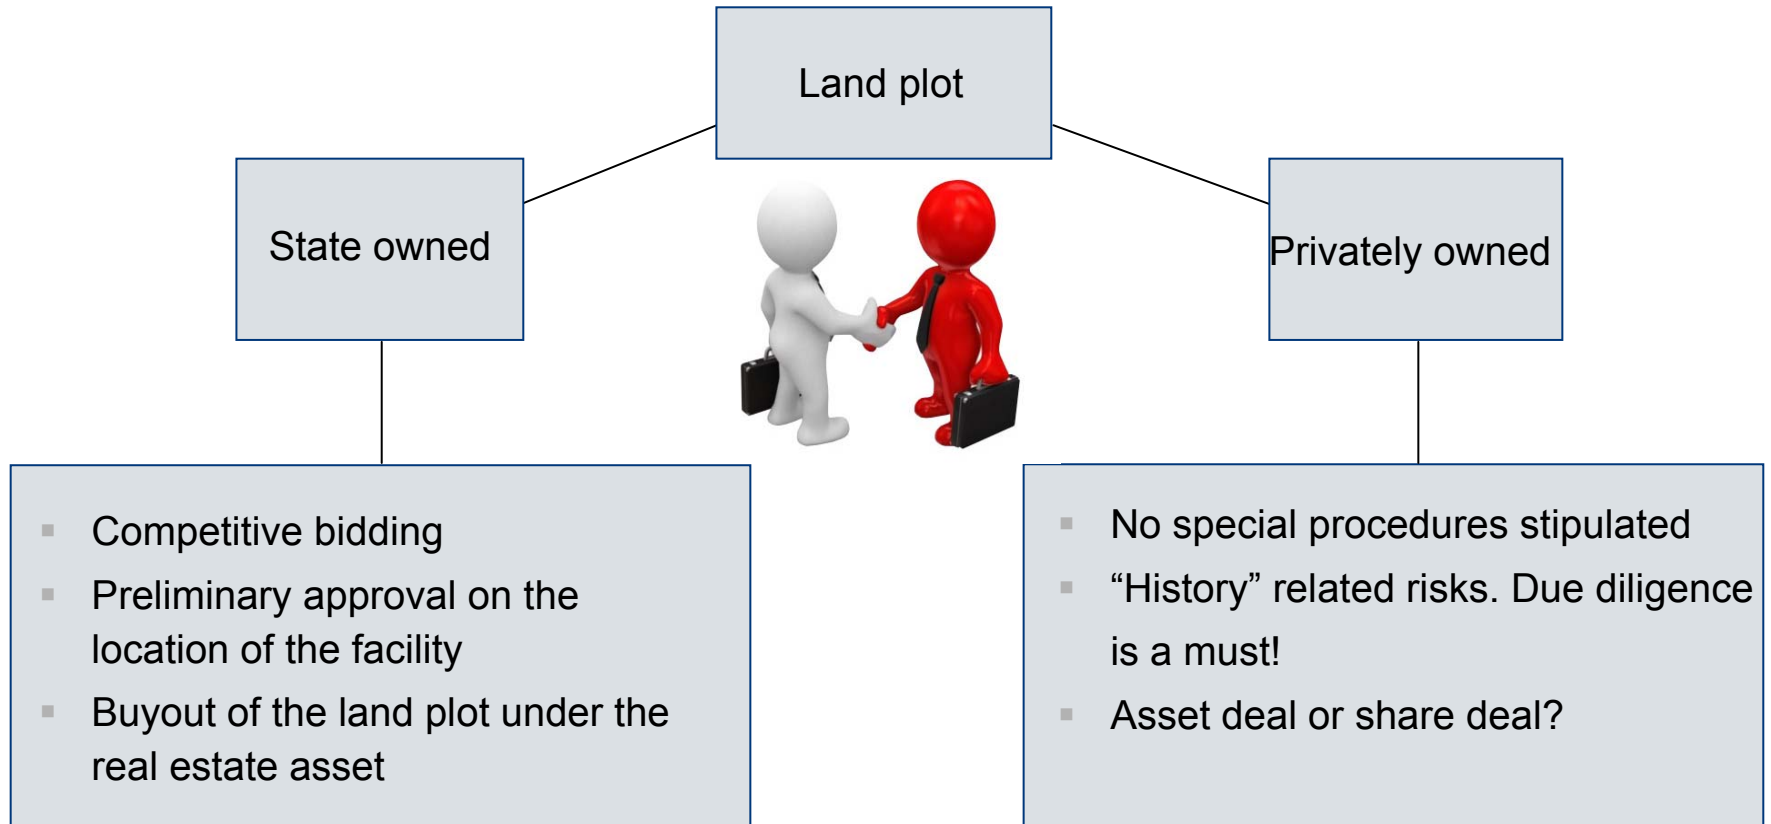 Land plot
State owned
Privately owned
Competitive bidding
Preliminary approval on the
location of the facility
Buyout of the land plot under the
real estate asset
No special procedures stipulated
“History” related risks. Due diligence
is a must!
Asset deal or share deal?